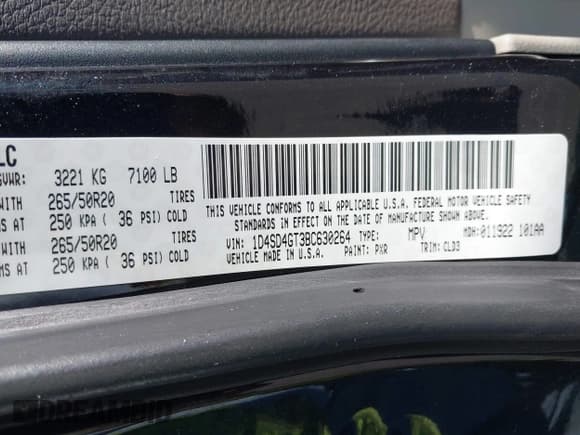 LC
GVWR: 3221 KG 7100 LB
WITH 265/50R20 TIRES
MS AT 250 KPA ( 36 PSI) COLD
WITH 265/50R20 TIRES
MS AT 250 KPA ( 36 PSI) COLD
THIS VEHICLE CONFORMS TO ALL APPLICABLE U.S.A. FEDERAL MOTOR VEHICLE SAFETY
STANDARDS IN EFFECT ON THE DATE OF MANUFACTURE SHOWN ABOVE.
VIN: 1D4SD4GT3BC630264 TYPE: MPV MDH: 011922 101AA
VEHICLE MADE IN U.S.A. PAINT: PXR TRIM: CLD3
DREAMBID